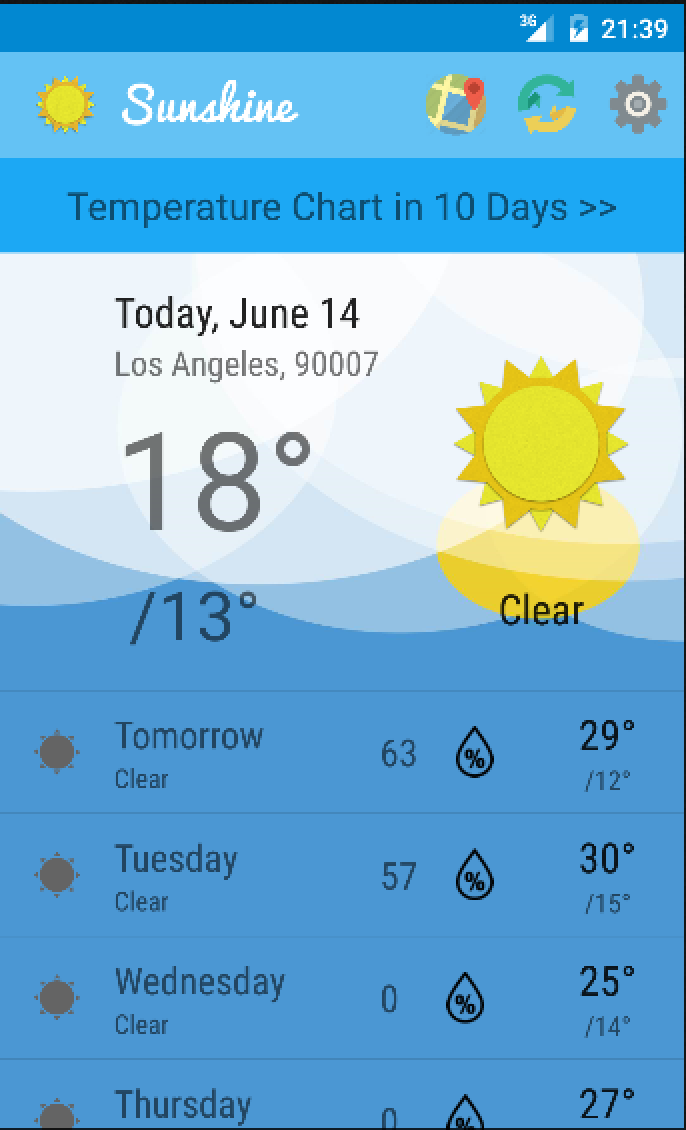 3G 21:39
Sunshine
Temperature Chart in 10 Days >>
Today, June 14
Los Angeles, 90007
18°
/13°
Clear
Tomorrow 63 % 29°
Clear /12°
Tuesday 57 % 30°
Clear /15°
Wednesday 0 % 25°
Clear /14°
Thursday 0 % 27°